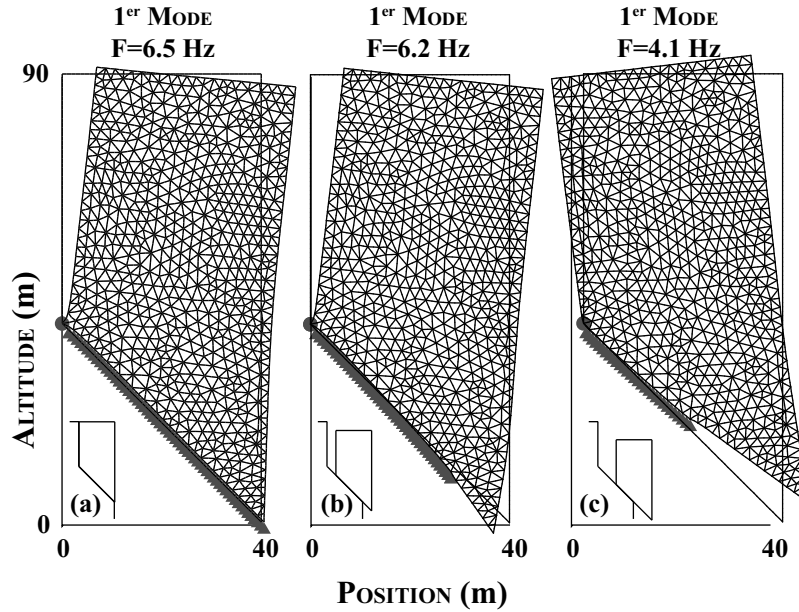 1er MODE
F=6.5 Hz
1er MODE
F=6.2 Hz
1er MODE
F=4.1 Hz
90
ALTITUDE (m)
(a)
(b)
(c)
0
0
40
0
40
0
40
POSITION (m)